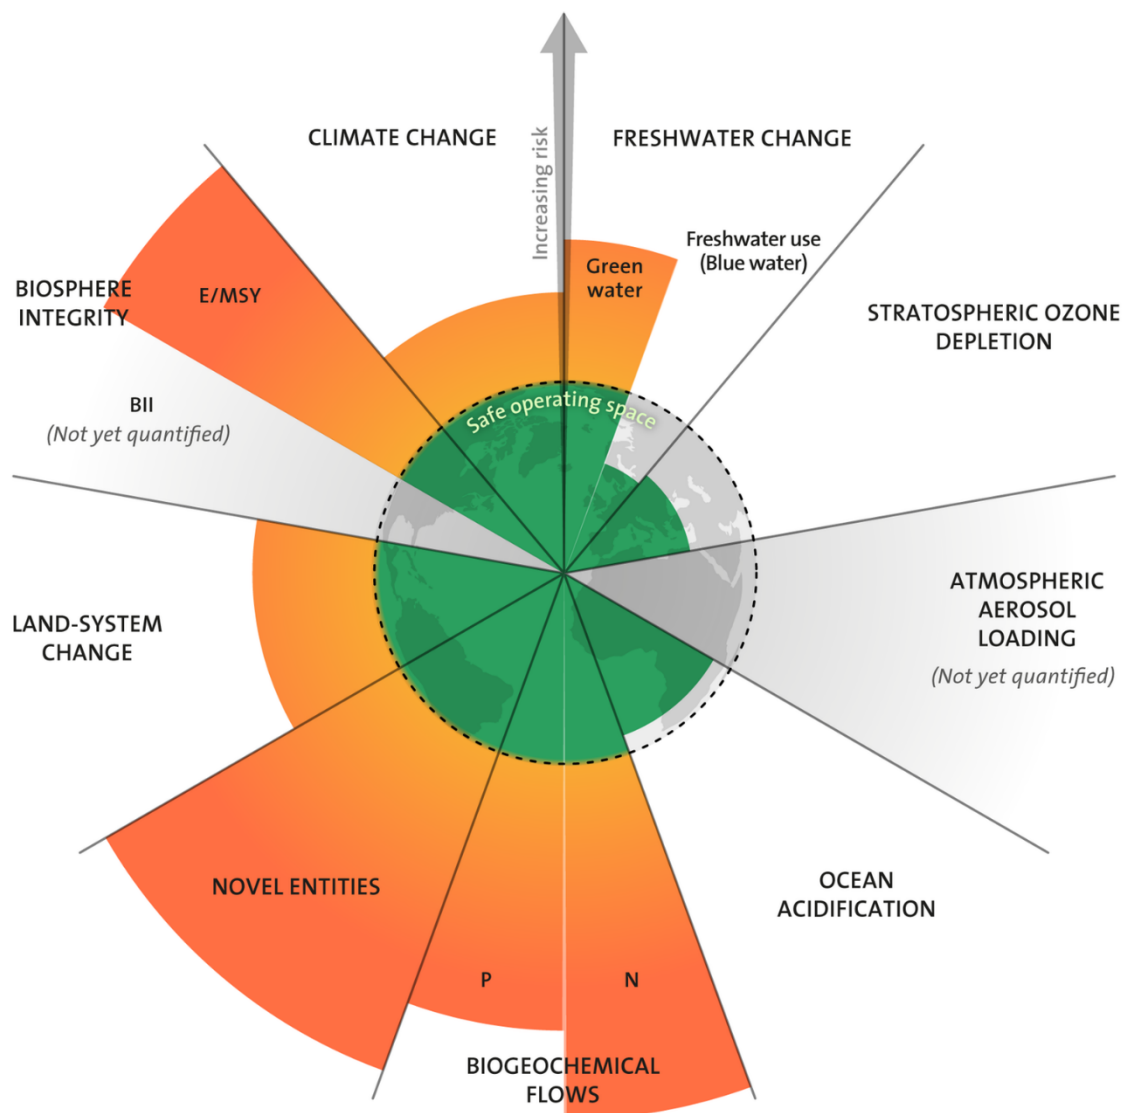 CLIMATE CHANGE
FRESHWATER CHANGE
Increasing risk
Freshwater use
(Blue water)
Green
water
BIOSPHERE
INTEGRITY
E/MSY
STRATOSPHERIC OZONE
DEPLETION
BII
(Not yet quantified)
Safe operating space
ATMOSPHERIC
AEROSOL
LOADING
(Not yet quantified)
LAND-SYSTEM
CHANGE
NOVEL ENTITIES
OCEAN
ACIDIFICATION
P
N
BIOGEOCHEMICAL
FLOWS